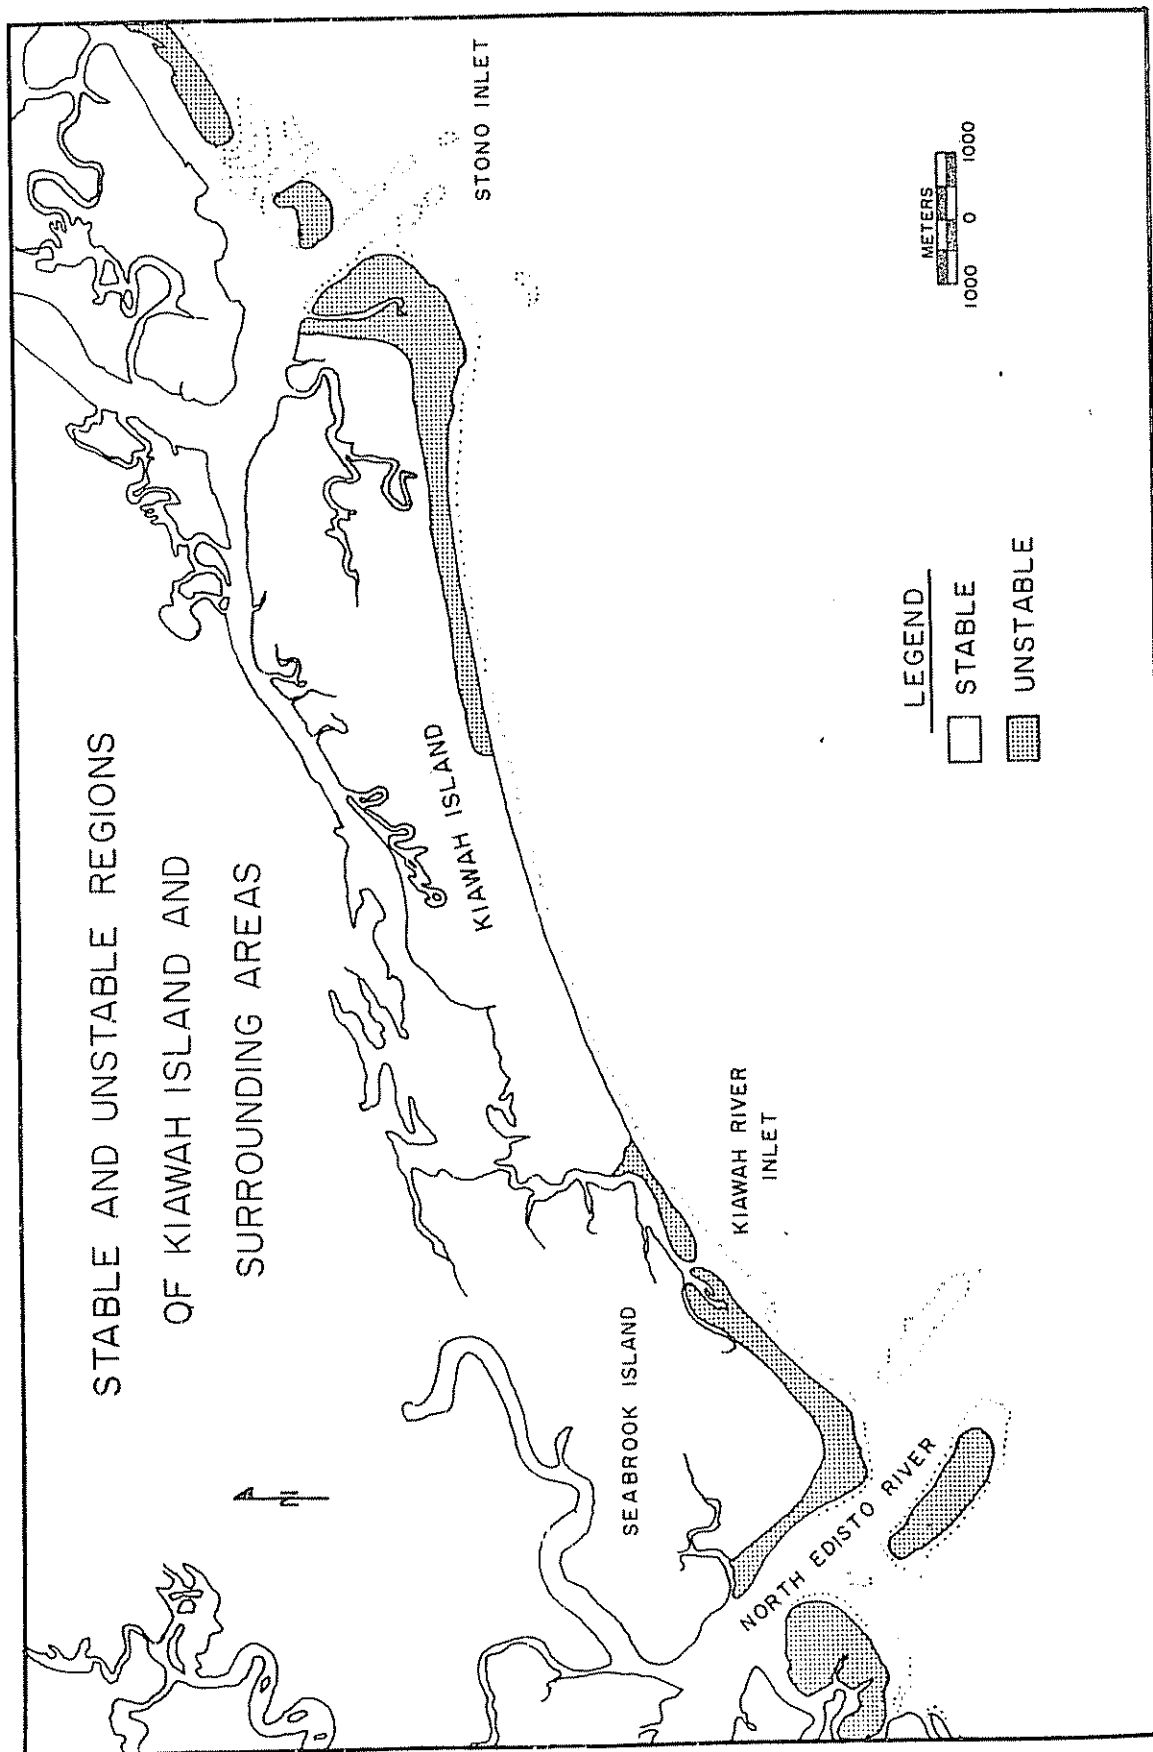 STABLE AND UNSTABLE REGIONS
OF KIAWAH ISLAND AND
SURROUNDING AREAS
N
STONO INLET
KIAWAH ISLAND
KIAWAH RIVER
INLET
SEABROOK ISLAND
NORTH EDISTO RIVER
LEGEND
STABLE
UNSTABLE
METERS
1000 0 1000